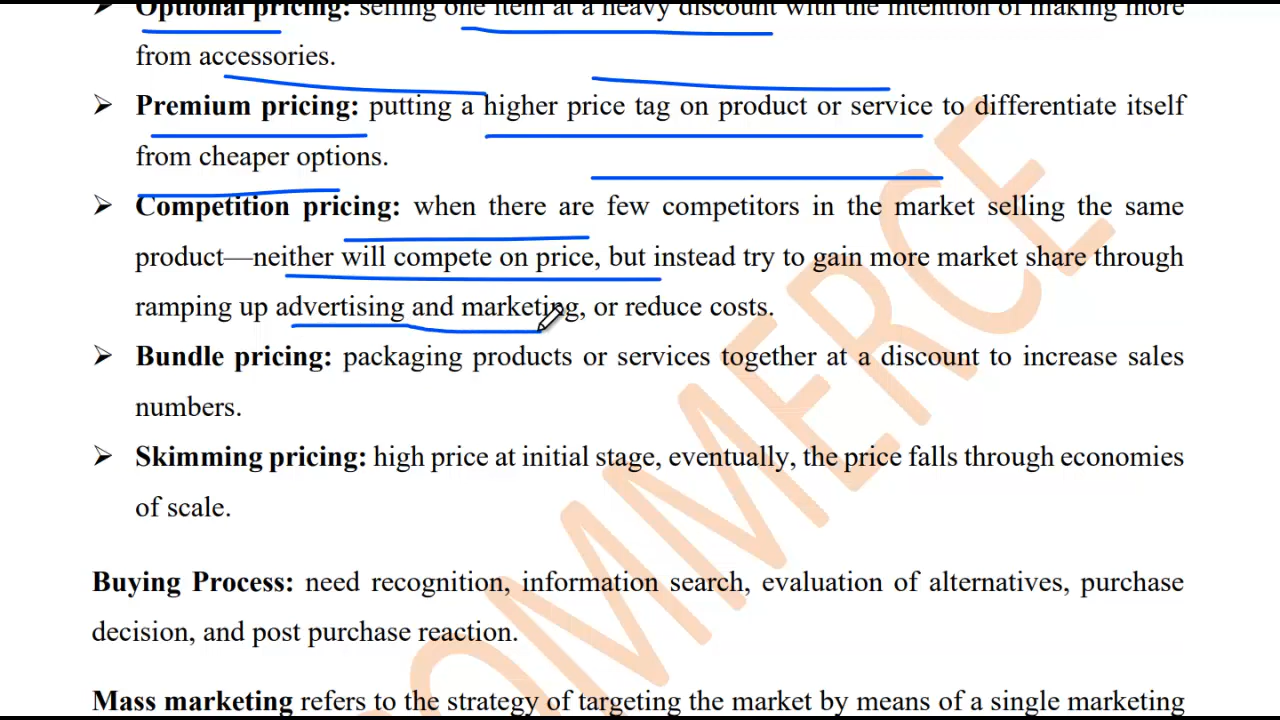 ➢ Optional pricing: selling one item at a heavy discount with the intention of making more
from accessories.
➢ Premium pricing: putting a higher price tag on product or service to differentiate itself
from cheaper options.
➢ Competition pricing: when there are few competitors in the market selling the same
product—neither will compete on price, but instead try to gain more market share through
ramping up advertising and marketing, or reduce costs.
➢ Bundle pricing: packaging products or services together at a discount to increase sales
numbers.
➢ Skimming pricing: high price at initial stage, eventually, the price falls through economies
of scale.
Buying Process: need recognition, information search, evaluation of alternatives, purchase
decision, and post purchase reaction.
Mass marketing refers to the strategy of targeting the market by means of a single marketing
OMMERCE